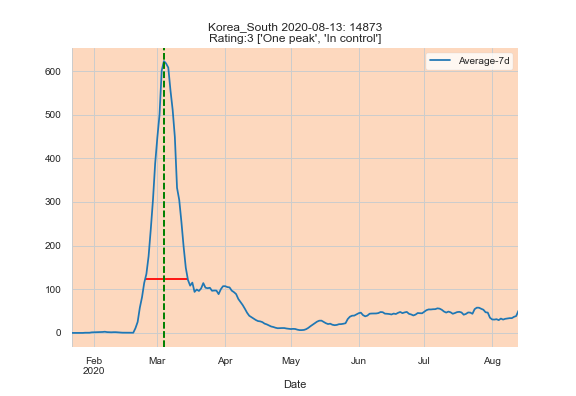 Korea_South 2020-08-13: 14873
Rating:3 ['One peak', 'In control']
Average-7d
600
500
400
300
200
100
0
Feb
2020
Mar
Apr
May
Jun
Jul
Aug
Date